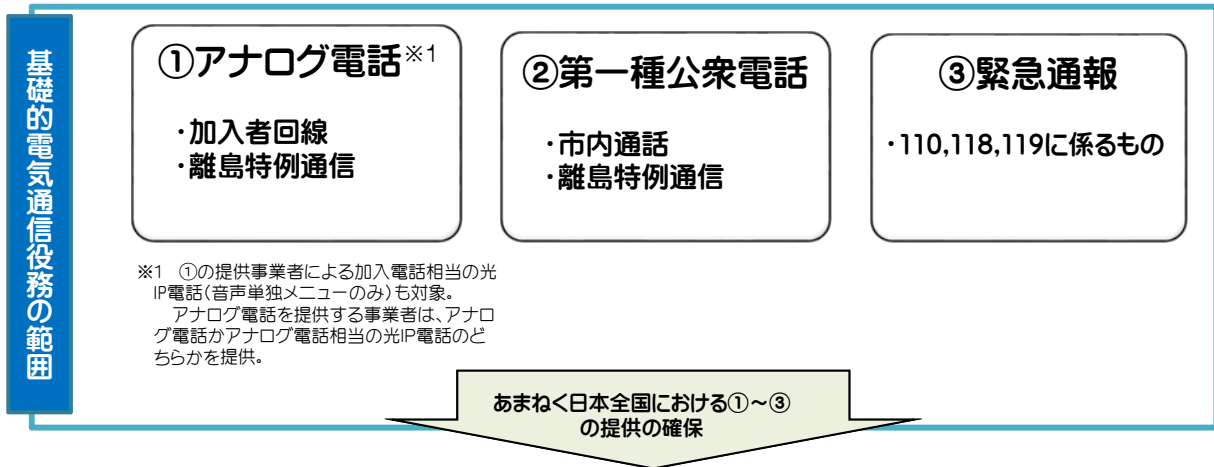 基礎的電気通信役務の範囲
①アナログ電話※1
・加入者回線
・離島特例通信
②第一種公衆電話
・市内通話
・離島特例通信
③緊急通報
・110,118,119に係るもの
※1　①の提供事業者による加入電話相当の光
IP電話(音声単独メニューのみ)も対象。
アナログ電話を提供する事業者は、アナロ
グ電話かアナログ電話相当の光IP電話のど
ちらかを提供。
あまねく日本全国における①～③
の提供の確保